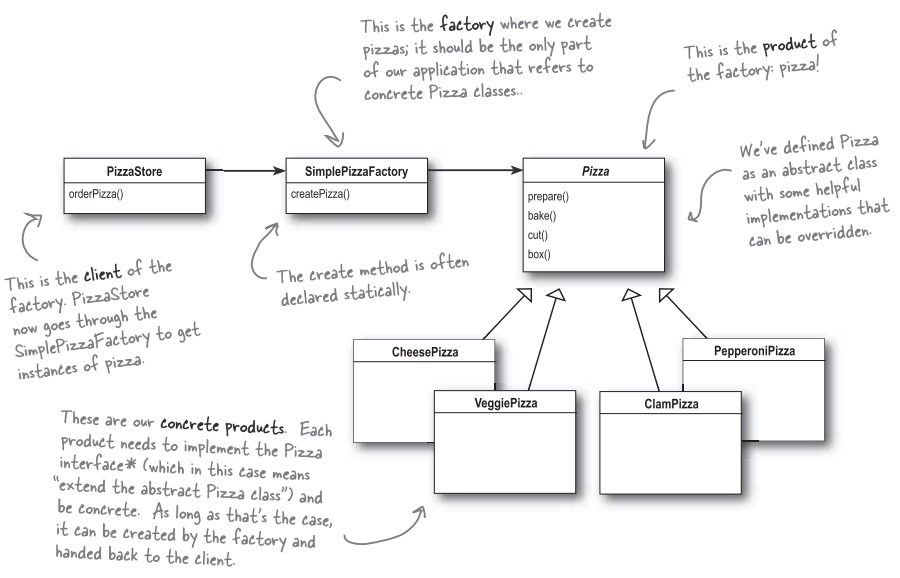 This is the factory where we create
pizzas; it should be the only part
of our application that refers to
concrete Pizza classes..
This is the product of
the factory: pizza!
PizzaStore
orderPizza()
SimplePizzaFactory
createPizza()
Pizza
prepare()
bake()
cut()
box()
We've defined Pizza
as an abstract class
with some helpful
implementations that
can be overridden.
This is the client of the
factory. PizzaStore
now goes through the
SimplePizzaFactory to get
instances of pizza.
The create method is often
declared statically.
CheesePizza
VeggiePizza
ClamPizza
PepperoniPizza
These are our concrete products. Each
product needs to implement the Pizza
interface* (which in this case means
"extend the abstract Pizza class") and
be concrete. As long as that's the case,
it can be created by the factory and
handed back to the client.